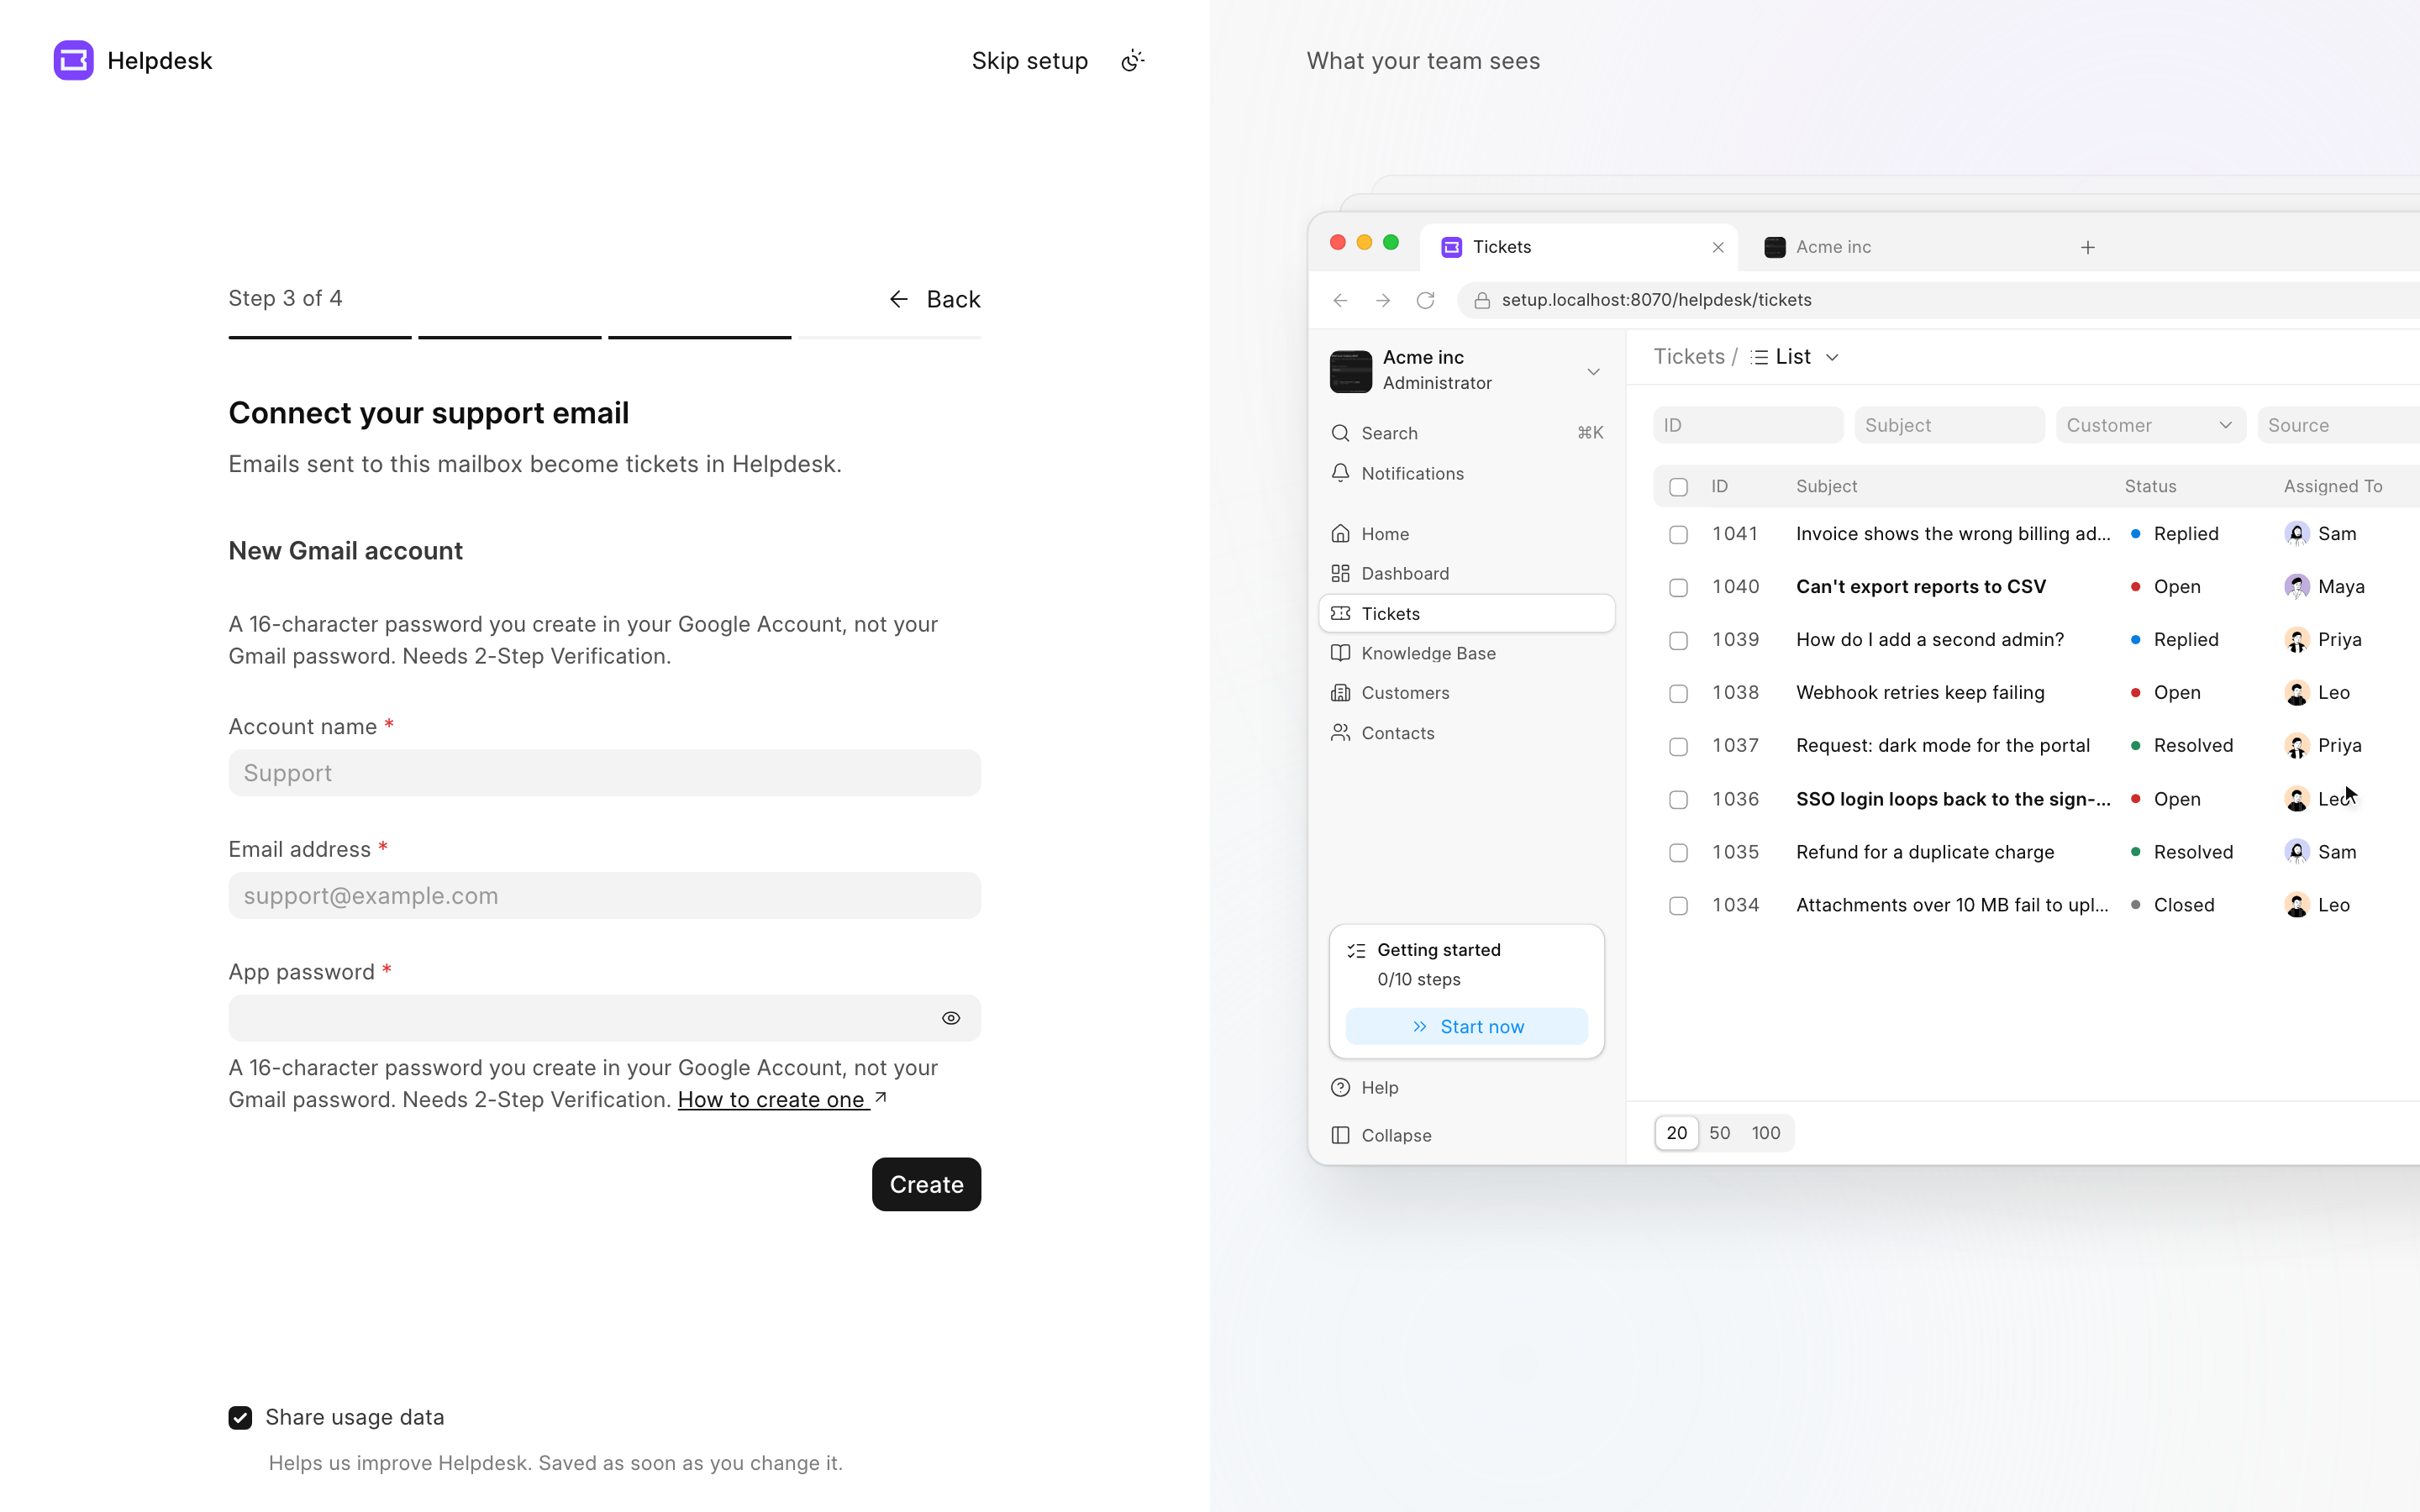 Helpdesk
Skip setup
Step 3 of 4
Back
Connect your support email
Emails sent to this mailbox become tickets in Helpdesk.
New Gmail account
A 16-character password you create in your Google Account, not your
Gmail password. Needs 2-Step Verification.
Account name *
Support
Email address *
support@example.com
App password *
A 16-character password you create in your Google Account, not your
Gmail password. Needs 2-Step Verification. How to create one
Create
Share usage data
Helps us improve Helpdesk. Saved as soon as you change it.
What your team sees
Tickets
Acme inc
setup.localhost:8070/helpdesk/tickets
Acme inc
Administrator
Search ⌘K
Notifications
Home
Dashboard
Tickets
Knowledge Base
Customers
Contacts
Getting started
0/10 steps
Start now
Help
Collapse
Tickets / List
ID Subject Customer Source
ID Subject Status Assigned To
1041 Invoice shows the wrong billing ad... Replied Sam
1040 Can't export reports to CSV Open Maya
1039 How do I add a second admin? Replied Priya
1038 Webhook retries keep failing Open Leo
1037 Request: dark mode for the portal Resolved Priya
1036 SSO login loops back to the sign-... Open Leo
1035 Refund for a duplicate charge Resolved Sam
1034 Attachments over 10 MB fail to upl... Closed Leo
20 50 100